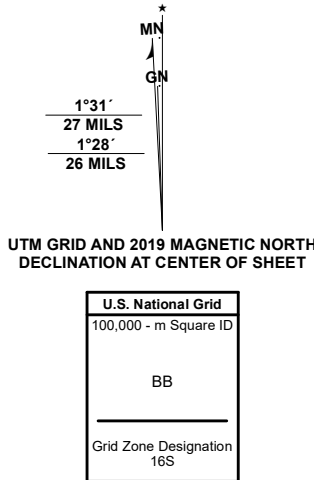 ★
MN
GN
1°31´
27 MILS
1°28´
26 MILS
UTM GRID AND 2019 MAGNETIC NORTH
DECLINATION AT CENTER OF SHEET
U.S. National Grid
100,000 - m Square ID
BB
Grid Zone Designation
16S